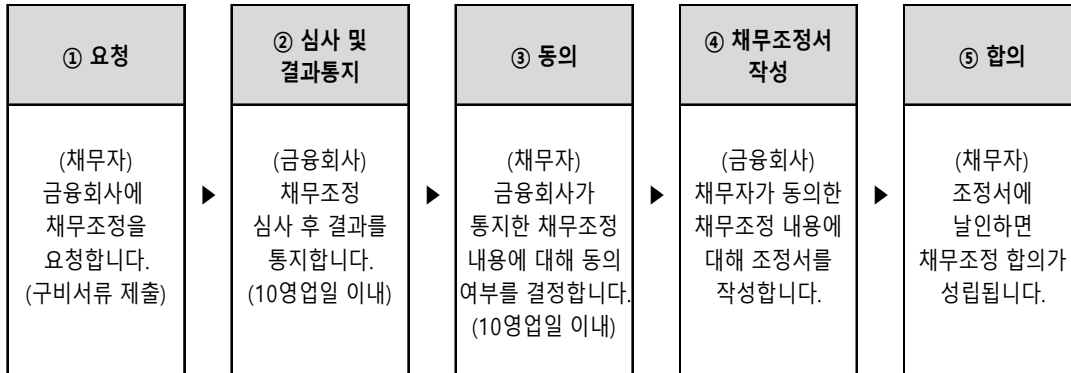 ① 요청
(채무자)
금융회사에
채무조정을
요청합니다.
(구비서류 제출)
▶
② 심사 및
결과통지
(금융회사)
채무조정
심사 후 결과를
통지합니다.
(10영업일 이내)
▶
③ 동의
(채무자)
금융회사가
통지한 채무조정
내용에 대해 동의
여부를 결정합니다.
(10영업일 이내)
▶
④ 채무조정서
작성
(금융회사)
채무자가 동의한
채무조정 내용에
대해 조정서를
작성합니다.
▶
⑤ 합의
(채무자)
조정서에
날인하면
채무조정 합의가
성립됩니다.